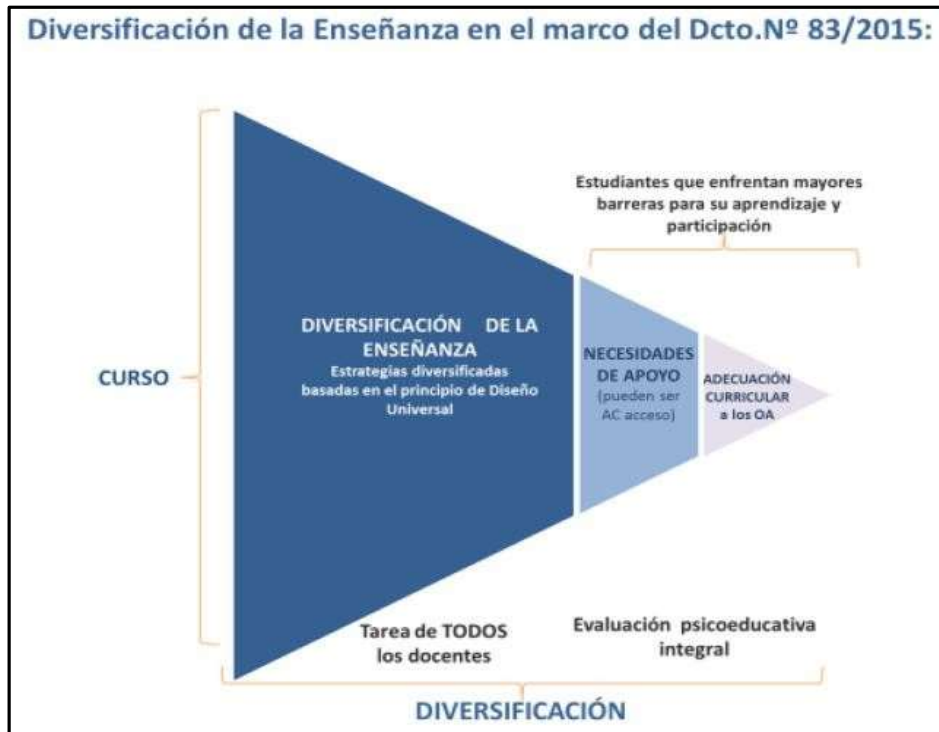 Diversificación de la Enseñanza en el marco del Dcto.Nº 83/2015:
Estudiantes que enfrentan mayores
barreras para su aprendizaje y
participación
CURSO
DIVERSIFICACIÓN DE LA
ENSEÑANZA
Estrategias diversificadas
basadas en el principio de Diseño
Universal
NECESIDADES
DE APOYO
(pueden ser
AC acceso)
ADECUACIÓN
CURRICULAR
a los OA
Tarea de TODOS
los docentes
Evaluación psicoeducativa
integral
DIVERSIFICACIÓN